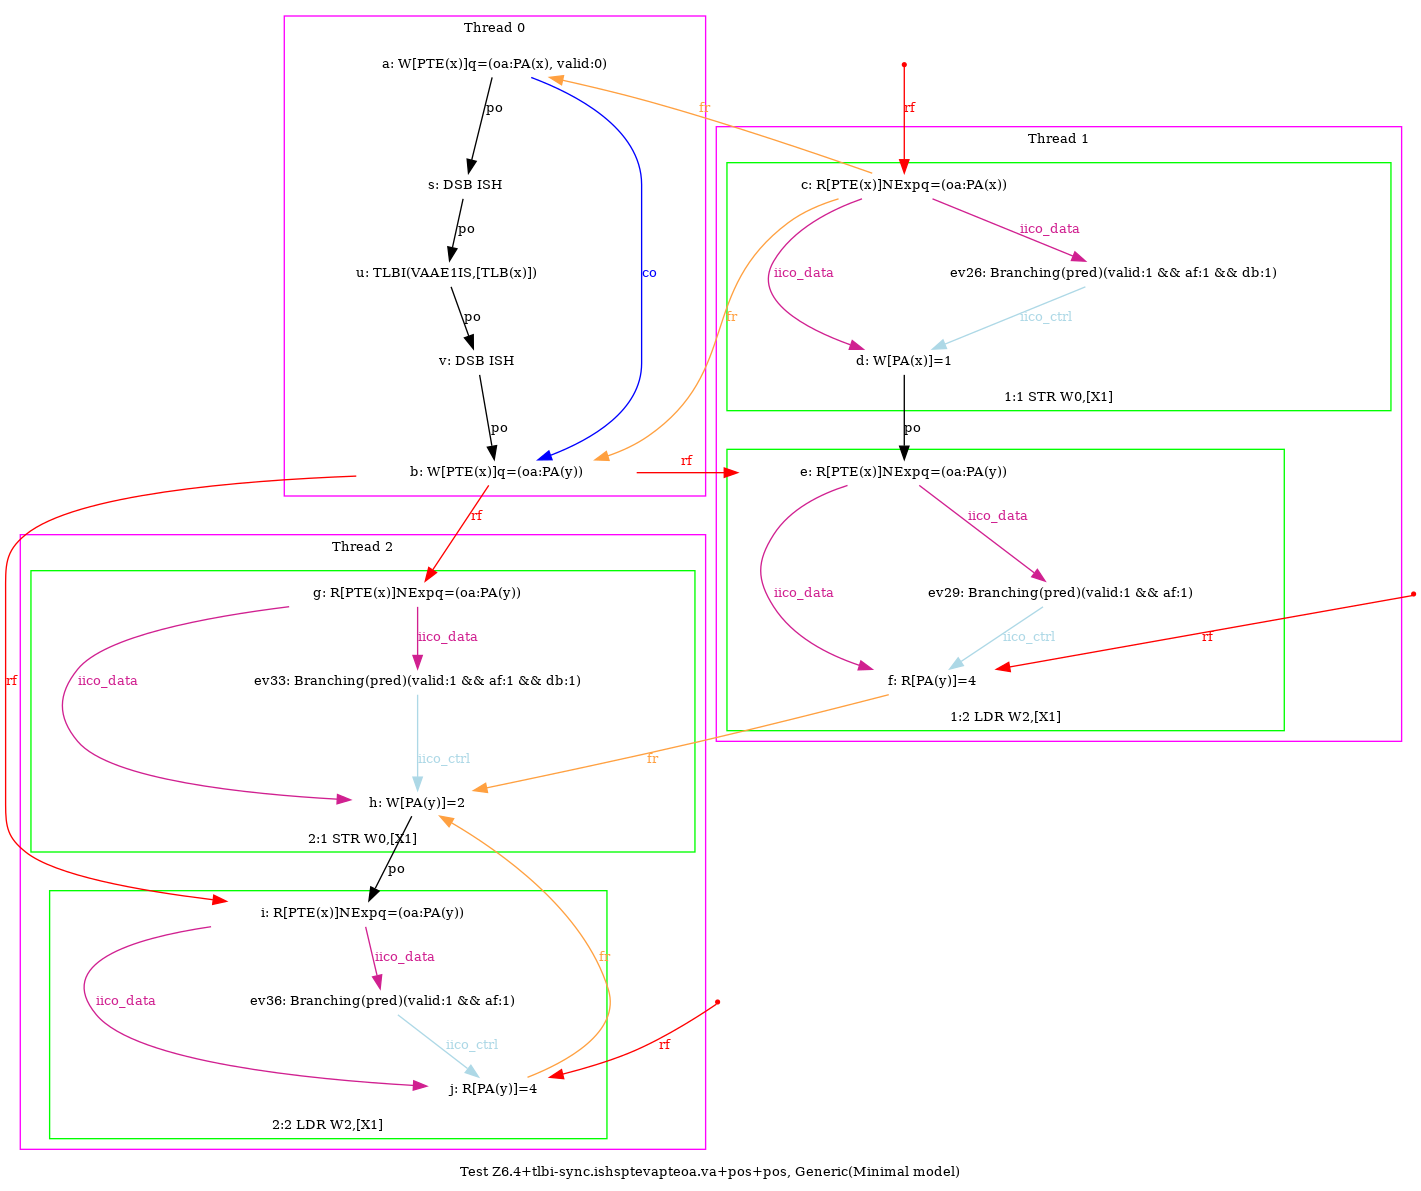 Thread 0
a: W[PTE(x)]q=(oa:PA(x), valid:0)
po
fr
rf
s: DSB ISH
po
u: TLBI(VAAE1IS,[TLB(x)])
co
po
v: DSB ISH
po
b: W[PTE(x)]q=(oa:PA(y))
Thread 1
c: R[PTE(x)]NExpq=(oa:PA(x))
iico_data
iico_data
ev26: Branching(pred)(valid:1 && af:1 && db:1)
fr
iico_ctrl
d: W[PA(x)]=1
1:1 STR W0,[X1]
po
rf
e: R[PTE(x)]NExpq=(oa:PA(y))
iico_data
iico_data
ev29: Branching(pred)(valid:1 && af:1)
iico_ctrl
rf
f: R[PA(y)]=4
1:2 LDR W2,[X1]
rf
Thread 2
g: R[PTE(x)]NExpq=(oa:PA(y))
iico_data
rf
iico_data
ev33: Branching(pred)(valid:1 && af:1 && db:1)
iico_ctrl
fr
h: W[PA(y)]=2
2:1 STR W0,[X1]
po
i: R[PTE(x)]NExpq=(oa:PA(y))
iico_data
fr
iico_data
ev36: Branching(pred)(valid:1 && af:1)
iico_ctrl
rf
j: R[PA(y)]=4
2:2 LDR W2,[X1]
Test Z6.4+tlbi-sync.ishsptevapteoa.va+pos+pos, Generic(Minimal model)